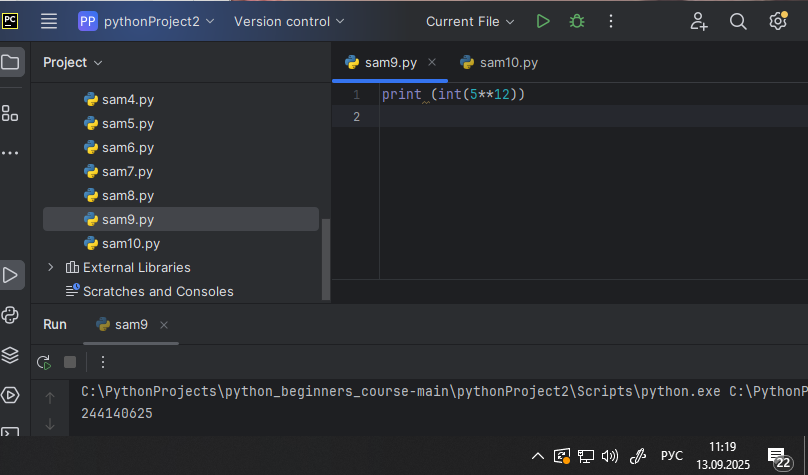 PC PP pythonProject2 Version control Current File
Project
sam9.py sam10.py
sam4.py
sam5.py
sam6.py
sam7.py
sam8.py
sam9.py
sam10.py
External Libraries
Scratches and Consoles
1 print (int(5**12))
2
Run sam9
C:\PythonProjects\python_beginners_course-main\pythonProject2\Scripts\python.exe C:\PythonP
244140625
РУС
11:19
13.09.2025
22